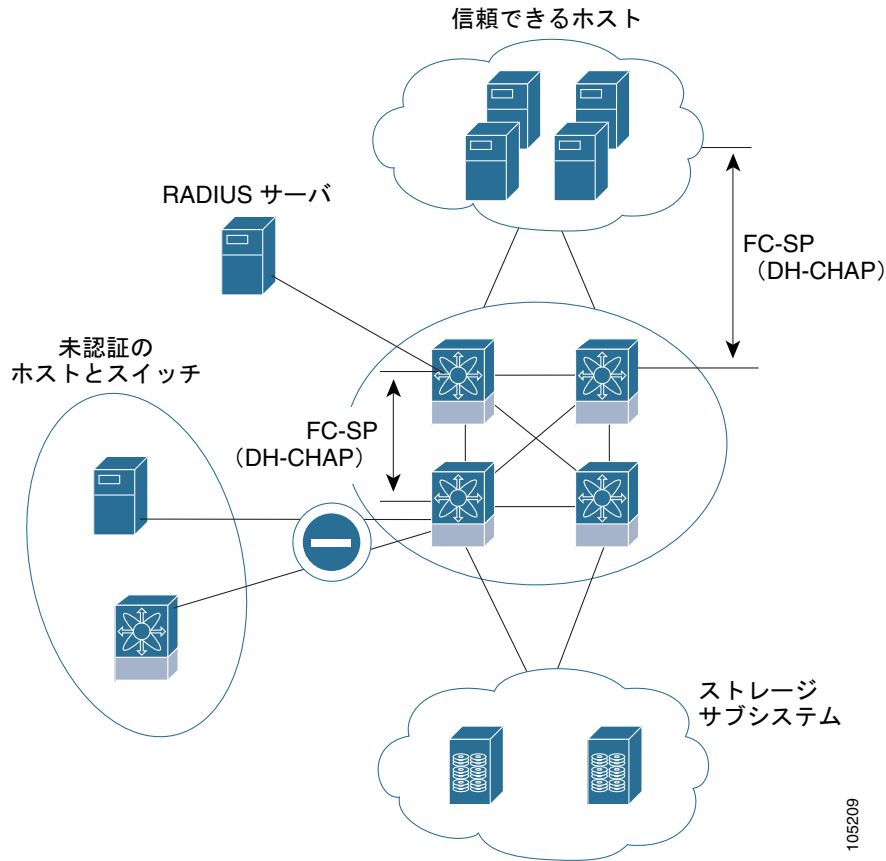 信頼できるホスト
RADIUS サーバ
FC-SP
（DH-CHAP）
未認証の
ホストとスイッチ
FC-SP
（DH-CHAP）
ストレージ
サブシステム
105209